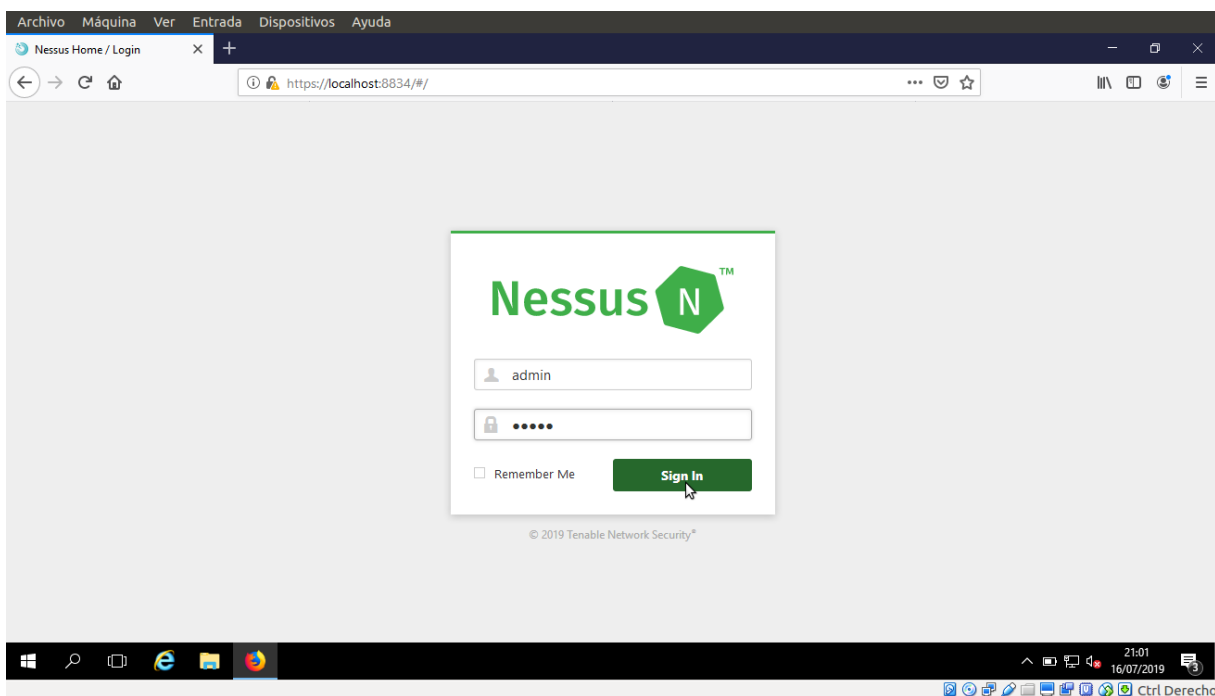 Archivo Máquina Ver Entrada Dispositivos Ayuda
Nessus Home / Login
https://localhost:8834/#/
Nessus N ™
admin
•••••
Remember Me
Sign In
© 2019 Tenable Network Security®
21:01
16/07/2019
3
Ctrl Derecho